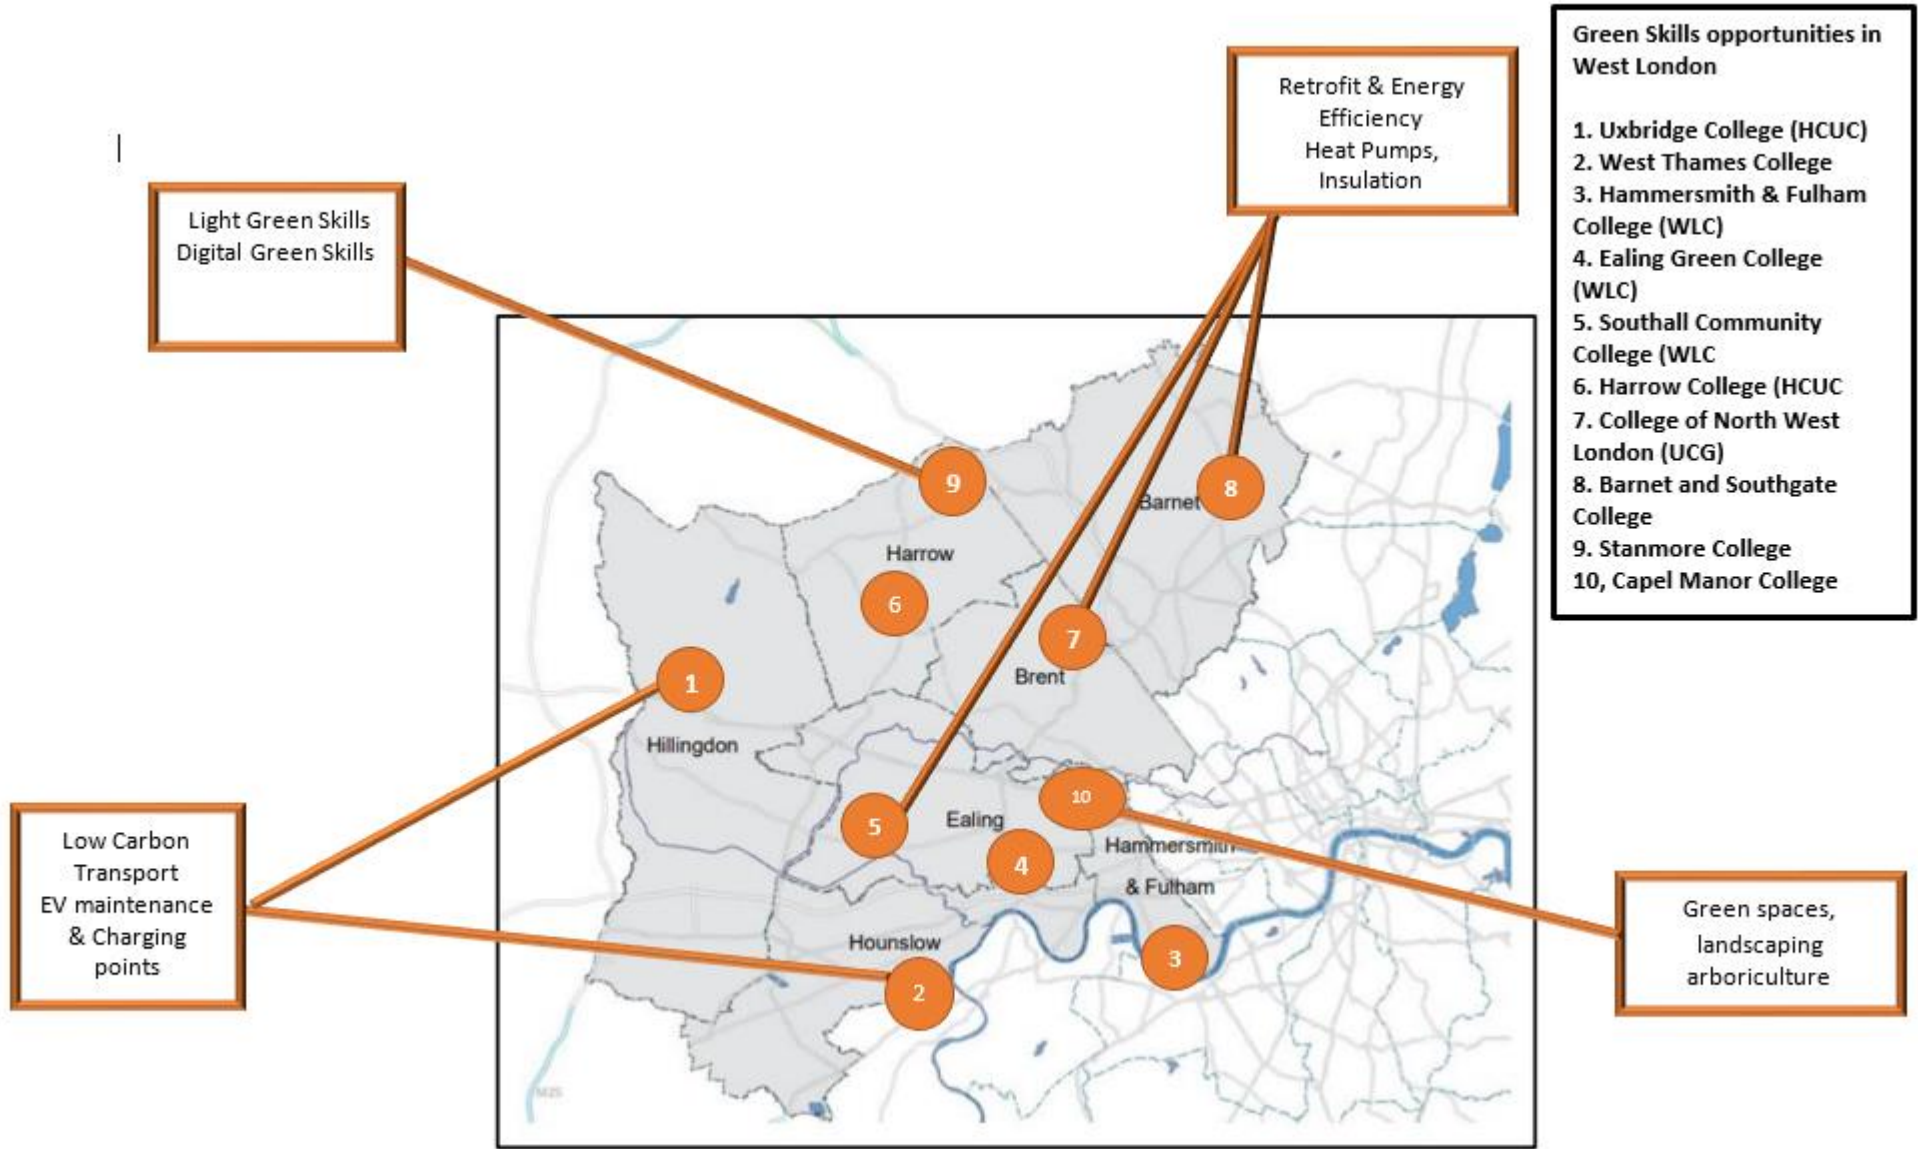 Green Skills opportunities in
West London
1. Uxbridge College (HCUC)
2. West Thames College
3. Hammersmith & Fulham
College (WLC)
4. Ealing Green College
(WLC)
5. Southall Community
College (WLC
6. Harrow College (HCUC
7. College of North West
London (UCG)
8. Barnet and Southgate
College
9. Stanmore College
10, Capel Manor College
Retrofit & Energy
Efficiency
Heat Pumps,
Insulation
Light Green Skills
Digital Green Skills
9
Barnet
8
Harrow
6
7
Brent
1
Hillingdon
10
5
Ealing
4
Hammersmith
& Fulham
Hounslow
3
2
M25
Low Carbon
Transport
EV maintenance
& Charging
points
Green spaces,
landscaping
arboriculture